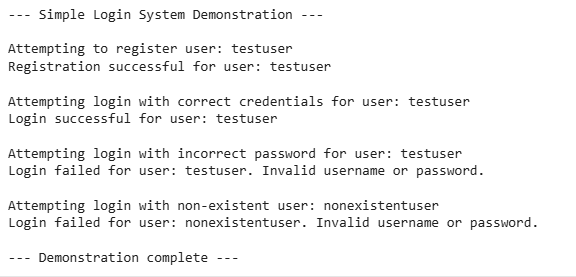 --- Simple Login System Demonstration ---
Attempting to register user: testuser
Registration successful for user: testuser
Attempting login with correct credentials for user: testuser
Login successful for user: testuser
Attempting login with incorrect password for user: testuser
Login failed for user: testuser. Invalid username or password.
Attempting login with non-existent user: nonexistentuser
Login failed for user: nonexistentuser. Invalid username or password.
--- Demonstration complete ---